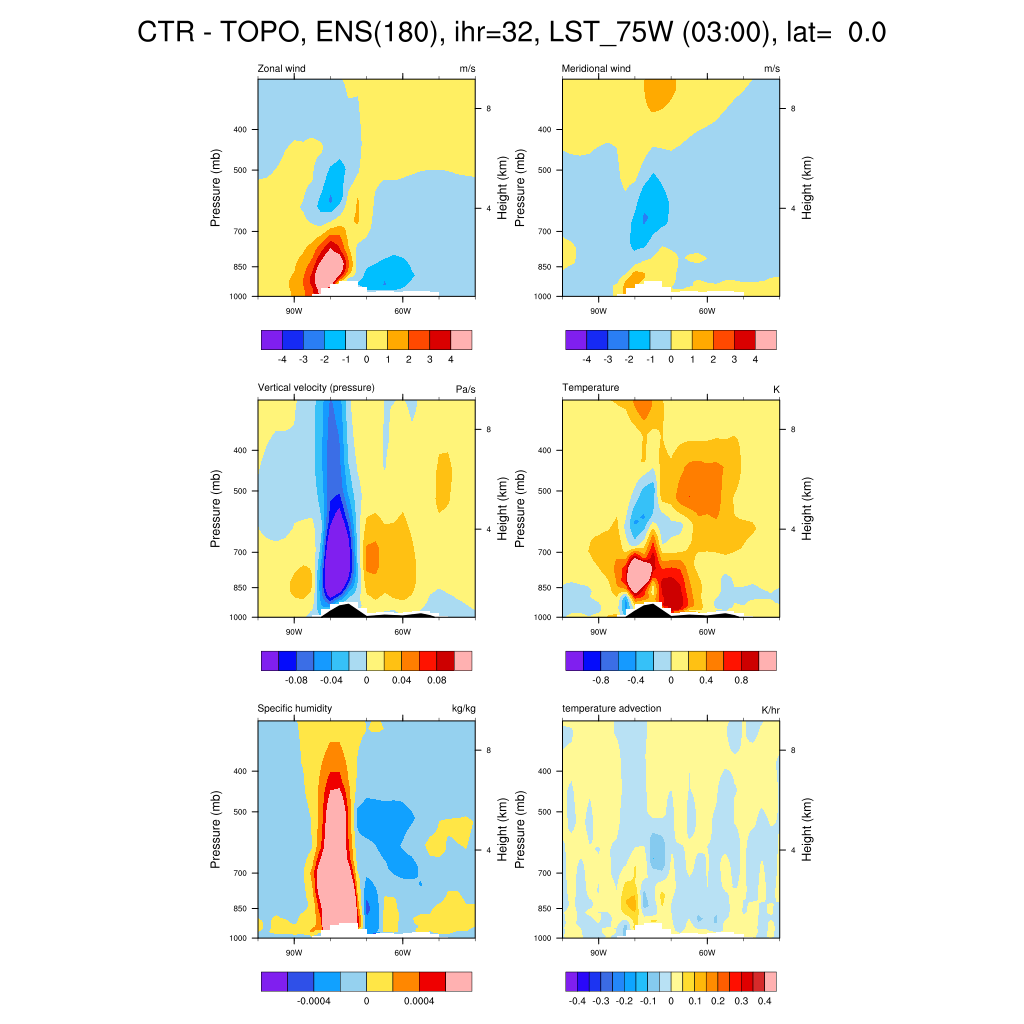 CTR - TOPO, ENS(180), ihr=32, LST_75W (03:00), lat= 0.0
Zonal wind m/s
Pressure (mb)
400
500
700
850
1000
8
4
Height (km)
90W 60W
-4 -3 -2 -1 0 1 2 3 4
Meridional wind m/s
Pressure (mb)
400
500
700
850
1000
8
4
Height (km)
90W 60W
-4 -3 -2 -1 0 1 2 3 4
Vertical velocity (pressure) Pa/s
Pressure (mb)
400
500
700
850
1000
8
4
Height (km)
90W 60W
-0.08 -0.04 0 0.04 0.08
Temperature K
Pressure (mb)
400
500
700
850
1000
8
4
Height (km)
90W 60W
-0.8 -0.4 0 0.4 0.8
Specific humidity kg/kg
Pressure (mb)
400
500
700
850
1000
8
4
Height (km)
90W 60W
-0.0004 0 0.0004
temperature advection K/hr
Pressure (mb)
400
500
700
850
1000
8
4
Height (km)
90W 60W
-0.4 -0.3 -0.2 -0.1 0 0.1 0.2 0.3 0.4